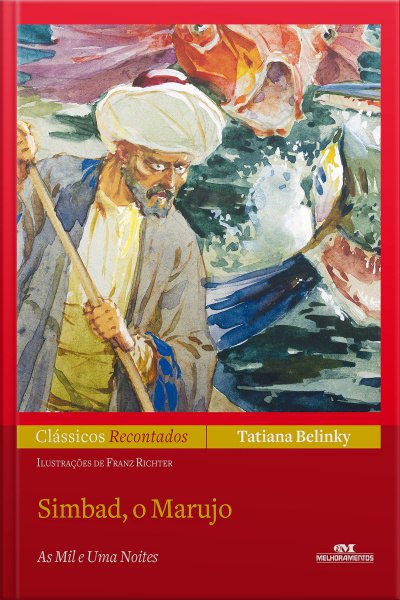 Clássicos Recontados
Tatiana Belinky
ILUSTRAÇÕES DE FRANZ RICHTER
Simbad, o Marujo
As Mil e Uma Noites
MELHORAMENTOS